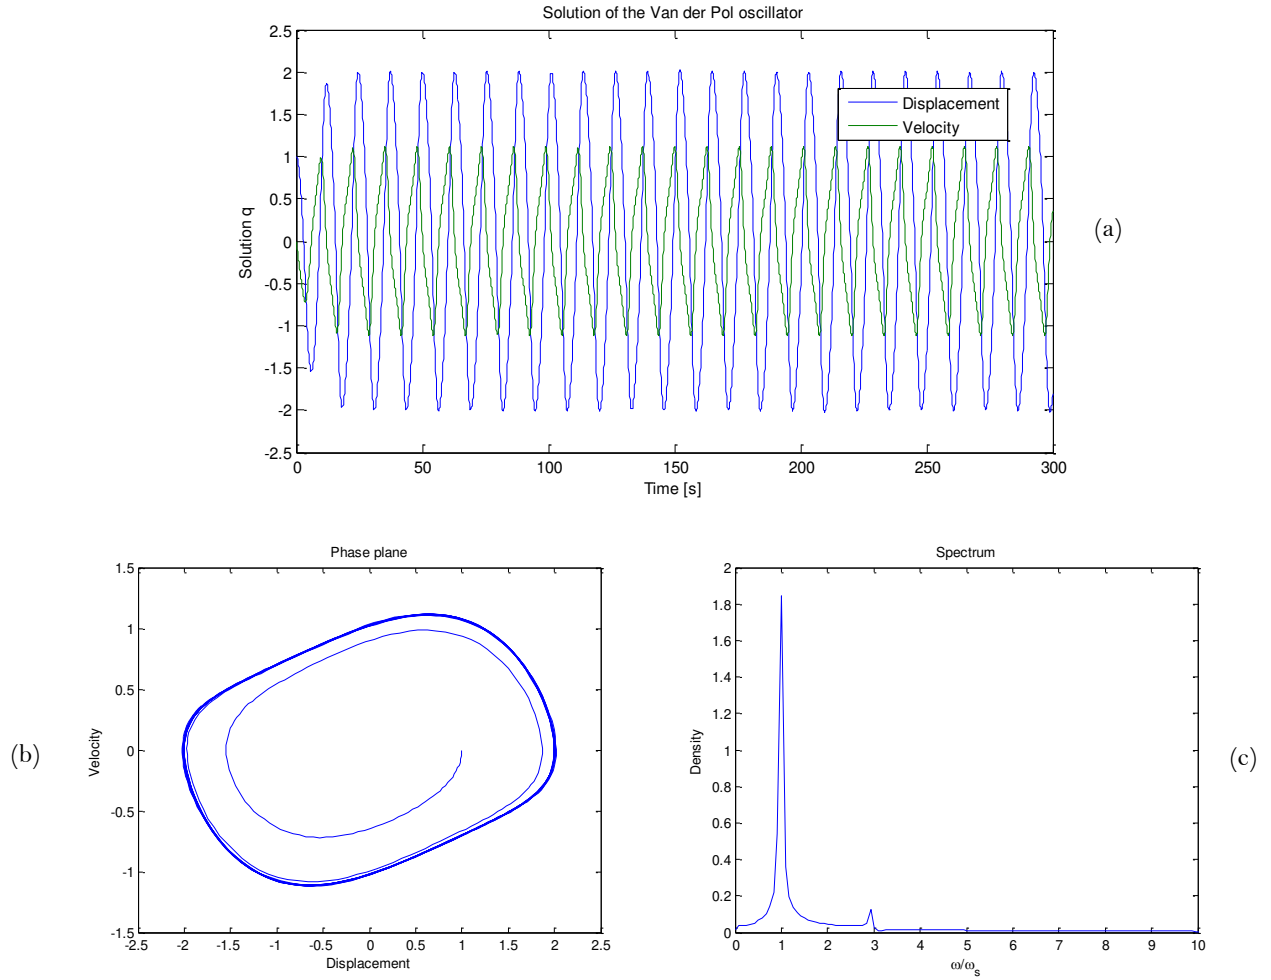 Solution of the Van der Pol oscillator
2.5
2
1.5
1
0.5
0
-0.5
-1
-1.5
-2
-2.5
Solution q
Displacement
Velocity
0 50 100 150 200 250 300
Time [s]
(a)
Phase plane
1.5
1
0.5
0
-0.5
-1
-1.5
Velocity
-2.5 -2 -1.5 -1 -0.5 0 0.5 1 1.5 2 2.5
Displacement
(b)
Spectrum
2
1.8
1.6
1.4
1.2
1
0.8
0.6
0.4
0.2
0
Density
0 1 2 3 4 5 6 7 8 9 10
ω/ωs
(c)